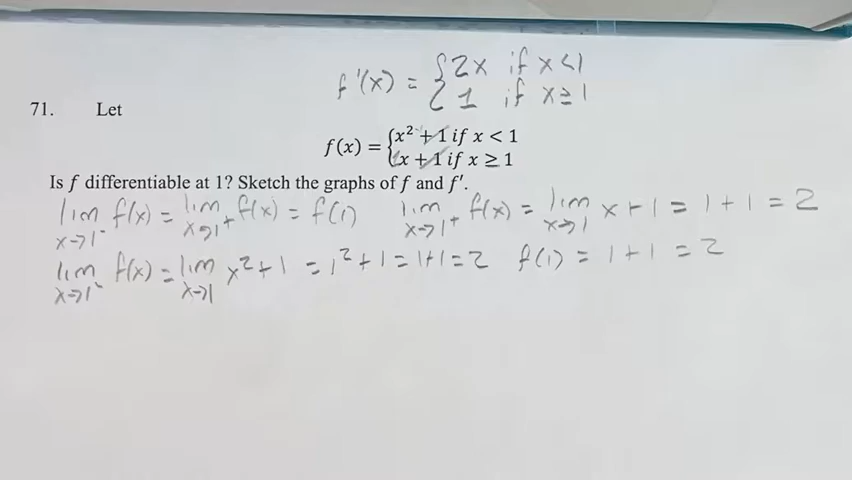 f'(x) = {2x if x<1
{1 if x≥1
71. Let
f(x) = {x² + 1 if x < 1
{x + 1 if x ≥ 1
Is f differentiable at 1? Sketch the graphs of f and f'.
lim x→1⁻ f(x) = lim x→1⁺ f(x) = f(1) lim x→1⁺ f(x) = lim x→1 x+1 = 1+1 = 2
lim x→1⁻ f(x) = lim x→1 x²+1 = 1²+1 = 1+1 = 2 f(1) = 1+1 = 2